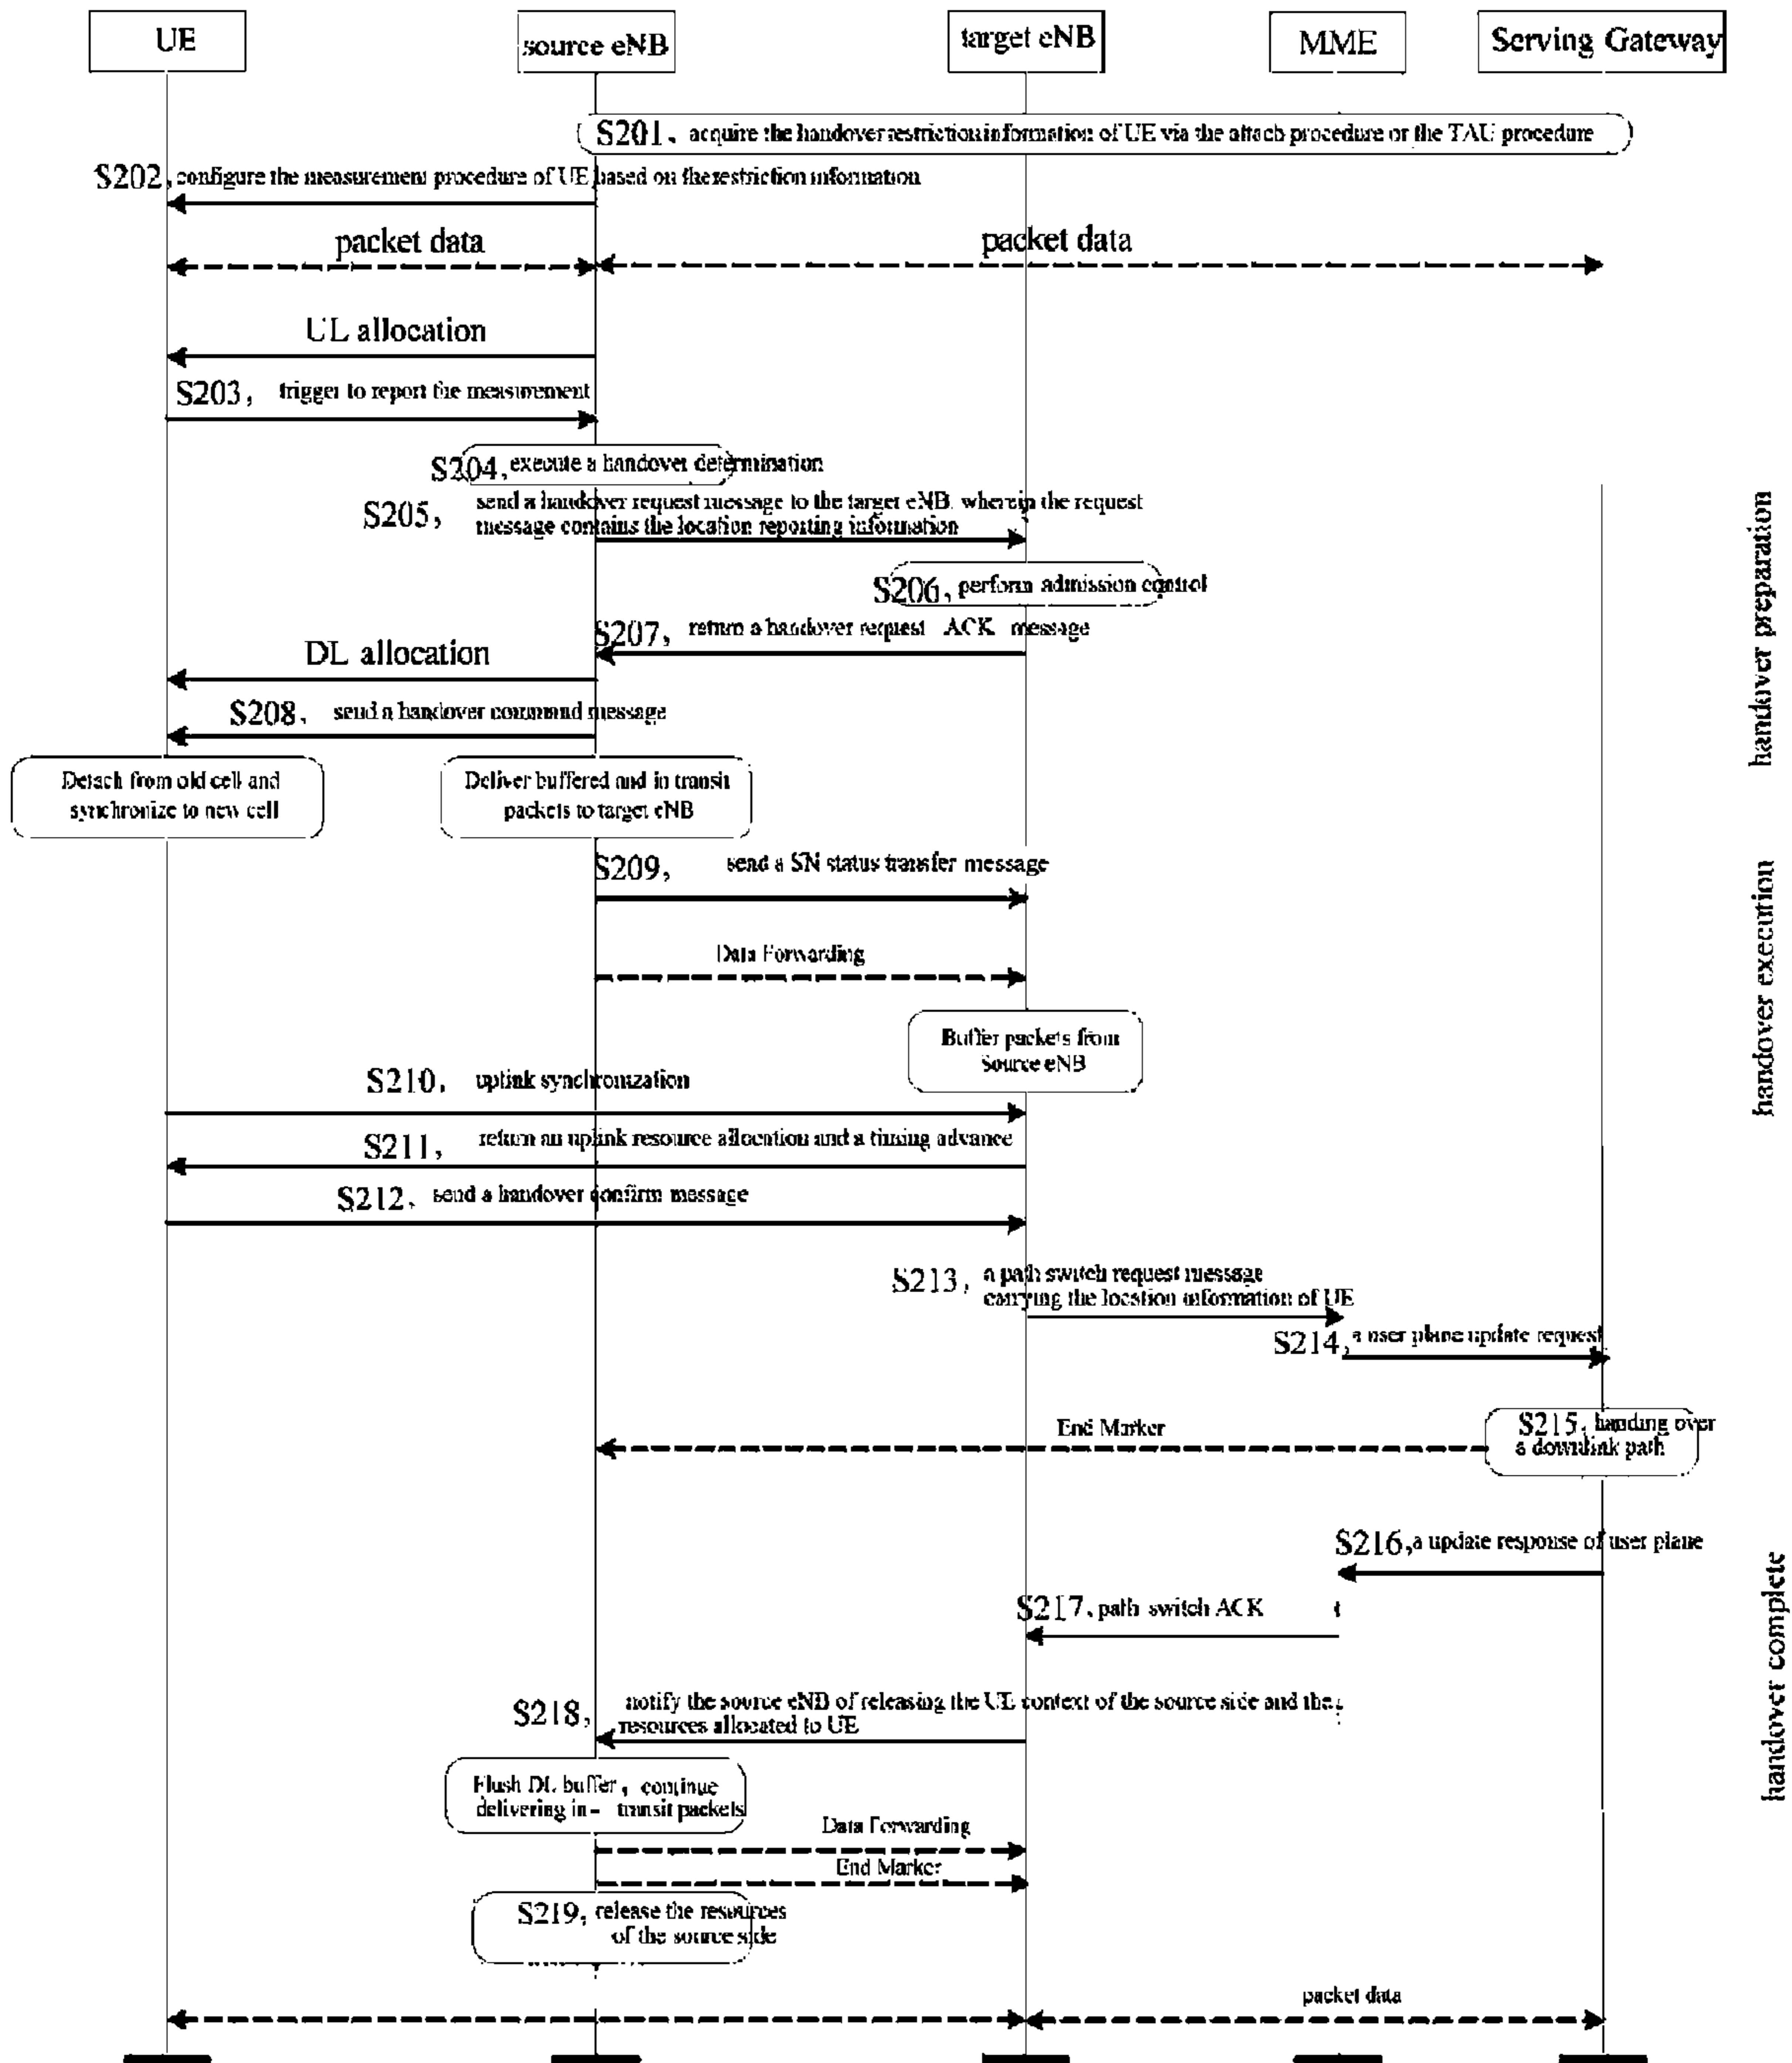 UE
source eNB
target eNB
MME
Serving Gateway
S201, acquire the handover restriction information of UE via the attach procedure or the TAU procedure
S202, configure the measurement procedure of UE based on the restriction information
packet data
packet data
UL allocation
S203, trigger to report the measurement
S204, execute a handover determination
S205, send a handover request message to the target eNB, wherein the request
message contains the location reporting information
S206, perform admission control
S207, return a handover request ACK message
DL allocation
S208, send a handover command message
handover preparation
Detach from old cell and
synchronize to new cell
Deliver buffered and in transit
packets to target eNB
S209, send a SN status transfer message
Data Forwarding
Buffer packets from
Source eNB
handover execution
S210, uptink synchronization
S211, return an uplink resource allocation and a timing advance
S212, send a handover confirm message
S213, a path switch request message
carrying the location information of UE
S214, a user plane update request
End Marker
S215, handing over
a downlink path
S216, a update response of user plane
S217, path switch ACK
S218, notify the source eNB of releasing the UE context of the source side and the
resources allocated to UE
handover complete
Flush DL buffer, continue
delivering in- transit packets
Data Forwarding
End Marker
S219, release the resources
of the source side
packet data